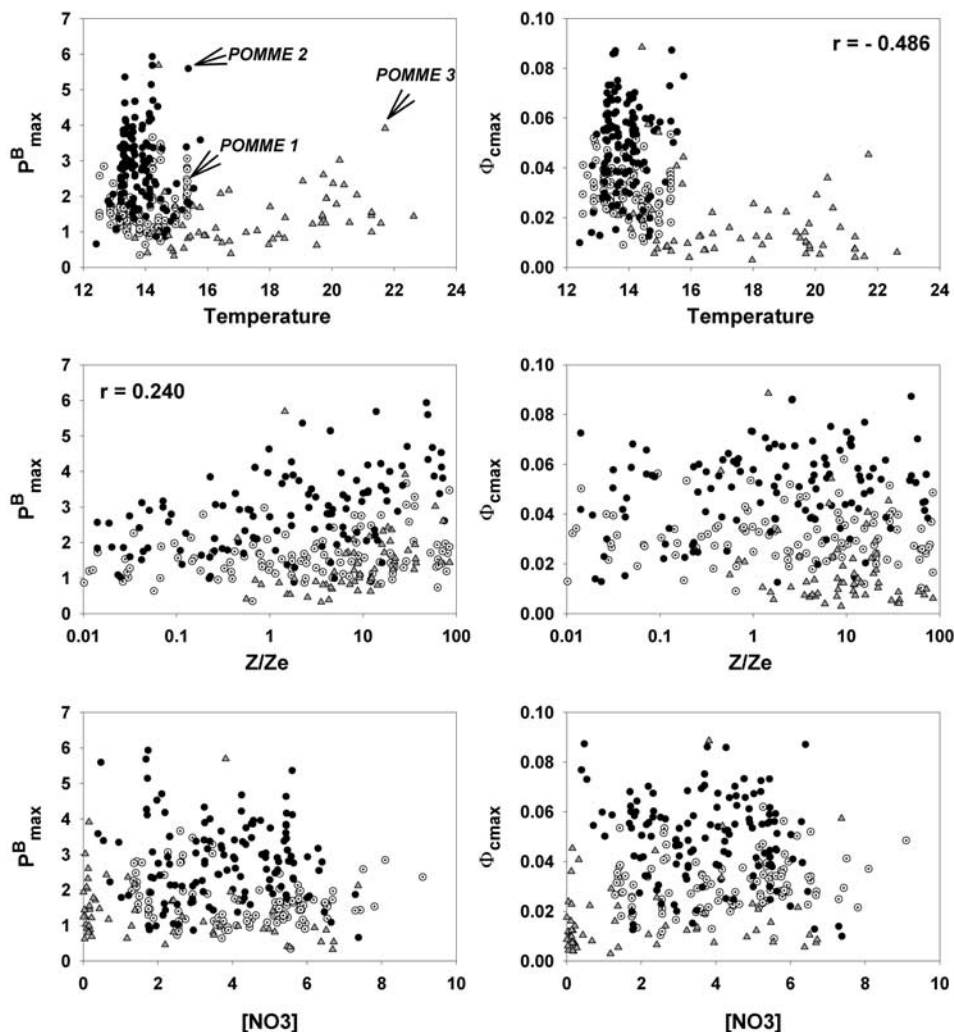 7
6
5
4
3
2
1
0
P^B_max
POMME 2
POMME 3
POMME 1
12 14 16 18 20 22 24
Temperature
0.10
0.08
0.06
0.04
0.02
0.00
Φcmax
r = - 0.486
12 14 16 18 20 22 24
Temperature
7
6
5
4
3
2
1
0
P^B_max
r = 0.240
0.01 0.1 1 10 100
Z/Ze
0.10
0.08
0.06
0.04
0.02
0.00
Φcmax
0.01 0.1 1 10 100
Z/Ze
7
6
5
4
3
2
1
0
P^B_max
0 2 4 6 8 10
[NO3]
0.10
0.08
0.06
0.04
0.02
0.00
Φcmax
0 2 4 6 8 10
[NO3]